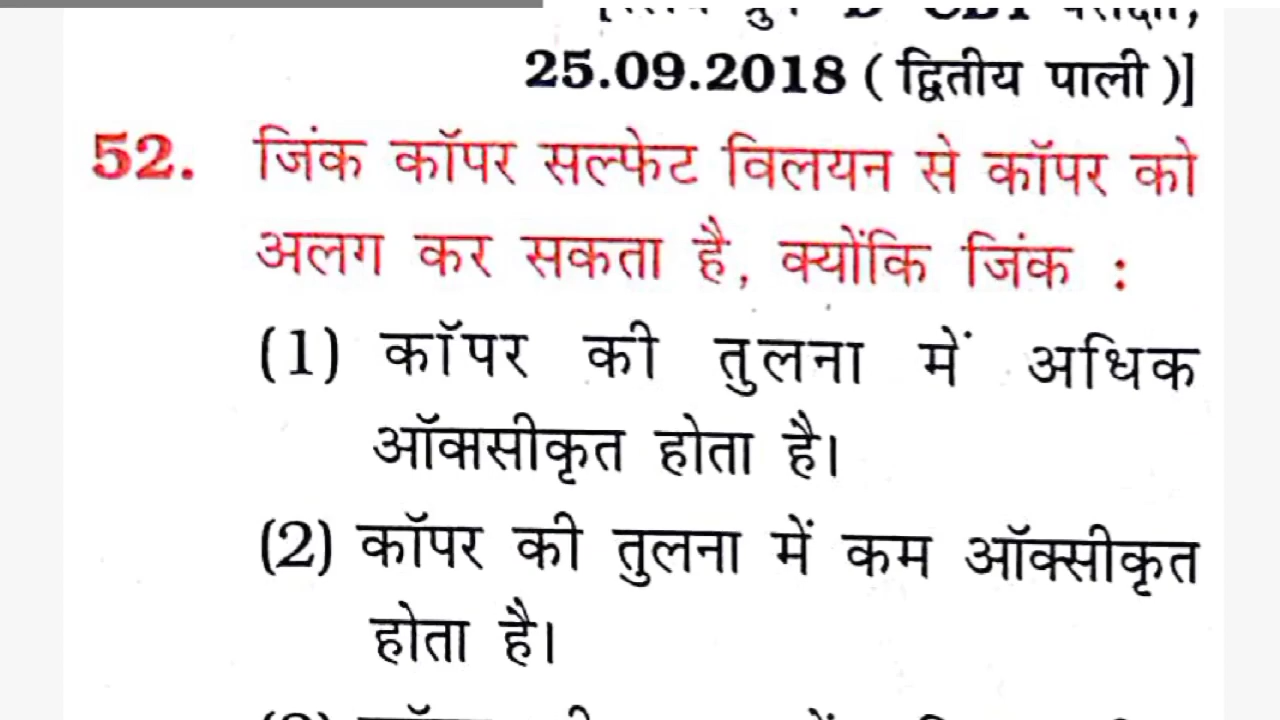 25.09.2018 ( द्वितीय पाली )]
52. जिंक कॉपर सल्फेट विलयन से कॉपर को
अलग कर सकता है, क्योंकि जिंक :
(1) कॉपर की तुलना में अधिक
ऑक्सीकृत होता है।
(2) कॉपर की तुलना में कम ऑक्सीकृत
होता है।